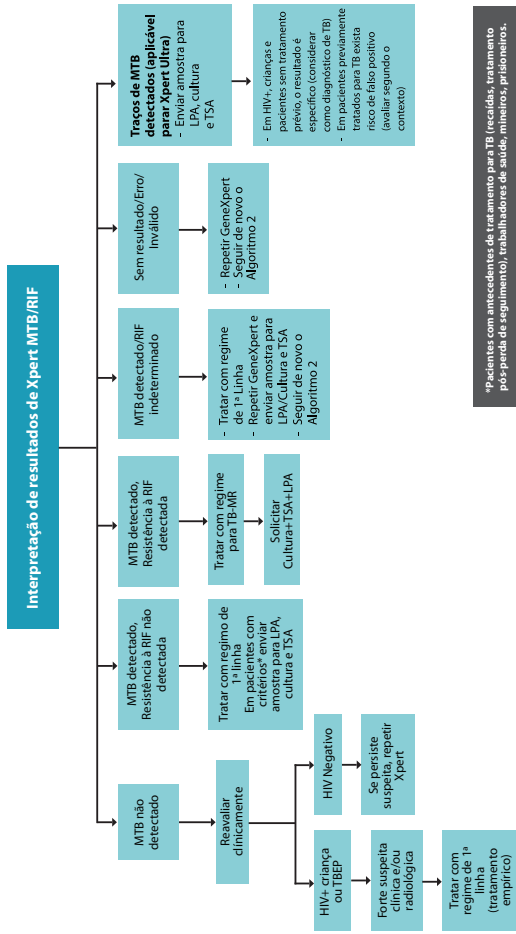 Interpretação de resultados de Xpert MTB/RIF
MTB não
detectado
Reavaliar
clínicamente
HIV+ criança
ou TBEP
Forte suspeita
clínica e/ou
radiológica
Tratar com
regime de 1ª
linha
(tratamento
empírico)
HIV Negativo
Se persiste
suspeita, repetir
Xpert
MTB detectado,
Resistência à RIF não
detectada
Tratar com regimo de
1ª linha
Em pacientes com
critérios* enviar
amostra para LPA,
cultura e TSA
MTB detectado,
Resistência à RIF
detectada
Tratar com regime
para TB-MR
Solicitar
Cultura+TSA+LPA
MTB detectado/RIF
indeterminado
- Tratar com regime
de 1ª Linha
- Repetir GeneXpert e
enviar amostra para
LPA/Cultura e TSA
- Seguir de novo o
Algoritmo 2
Sem resultado/Erro/
Inválido
- Repetir GeneXpert
- Seguir de novo o
Algoritmo 2
Traços de MTB
detectados (aplicável
parar Xpert Ultra)
- Enviar amostra para
LPA, cultura
e TSA
- Em HIV+, crianças e
pacientes sem tratamento
prévio, o resultado é
específico (considerar
como diagnóstico de TB)
- Em pacientes previamente
tratados para TB exista
risco de falso positivo
(avaliar segundo o
contexto)
*Pacientes com antecedentes de tratamento para TB (recaídas, tratamento
pós-perda de seguimento), trabalhadores de saúde, mineiros, prisioneiros.